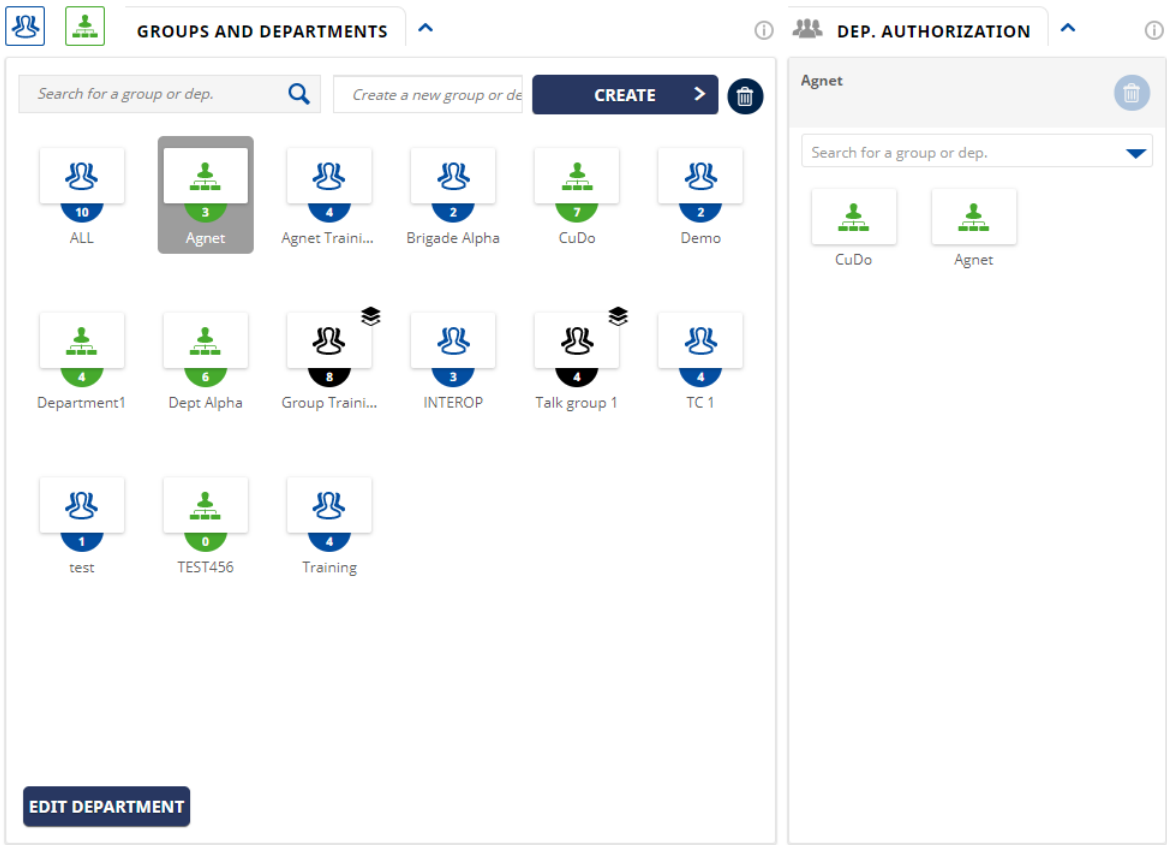 GROUPS AND DEPARTMENTS
DEP. AUTHORIZATION
Search for a group or dep.
Create a new group or de
CREATE
Agnet
Search for a group or dep.
10
3
4
2
7
2
ALL
Agnet
Agnet Traini...
Brigade Alpha
CuDo
Demo
CuDo
Agnet
4
6
8
3
4
4
Department1
Dept Alpha
Group Traini...
INTEROP
Talk group 1
TC 1
1
0
4
test
TEST456
Training
EDIT DEPARTMENT